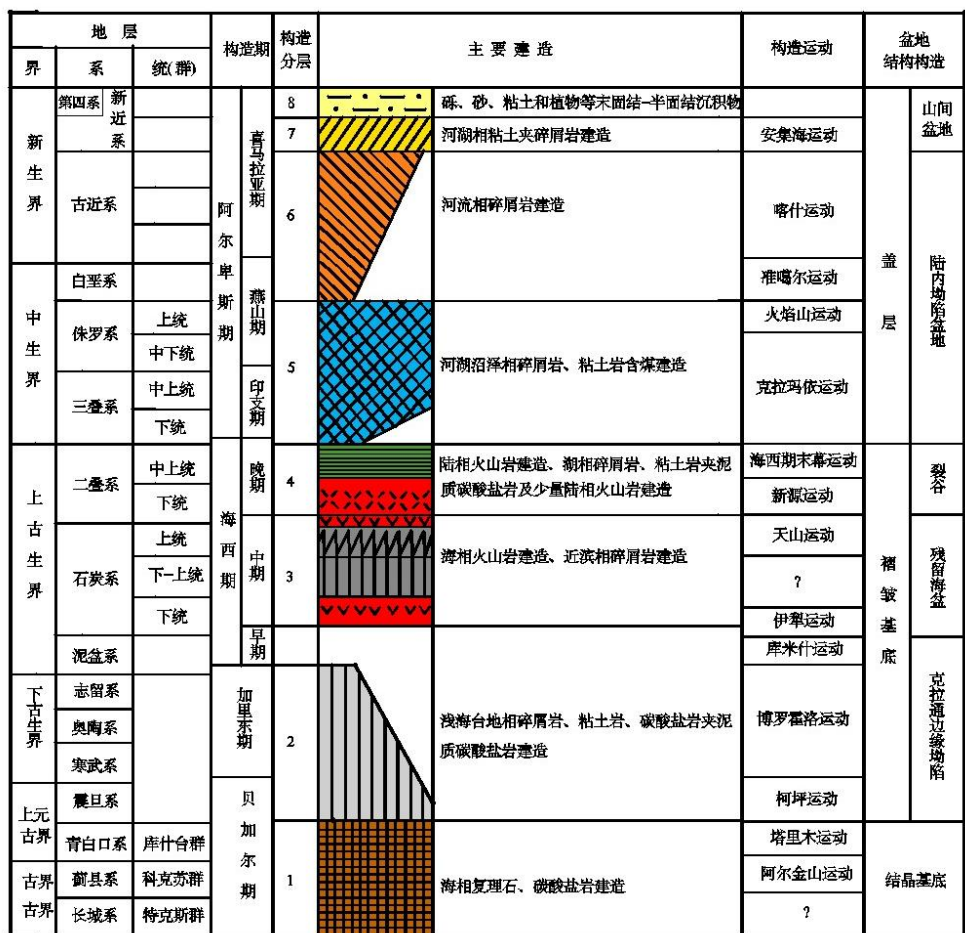 地 层
构造期
构造分层
主 要 建 造
构造运动
盆地结构构造
界
系
统(群)
新生界
第四系
新近系
古近系
中生界
白垩系
侏罗系
上统
中下统
三叠系
中上统
下统
上古生界
二叠系
中上统
下统
石炭系
上统
下-上统
下统
泥盆系
下古生界
志留系
奥陶系
寒武系
上元古界
震旦系
青白口系
库什台群
古界
蓟县系
科克苏群
古界
长城系
特克斯群
阿尔卑斯期
喜马拉亚期
燕山期
印支期
海西期
晚期
中期
早期
加里东期
贝加尔期
8
砾、砂、粘土和植物等末固结-半固结沉积物
7
河湖相粘土夹碎屑岩建造
6
河流相碎屑岩建造
5
河湖沼泽相碎屑岩、粘土岩含煤建造
4
陆相火山岩建造、湖相碎屑岩、粘土岩夹泥
质碳酸盐岩及少量陆相火山岩建造
3
海相火山岩建造、近滨相碎屑岩建造
2
浅海台地相碎屑岩、粘土岩、碳酸盐岩夹泥
质碳酸盐岩建造
1
海相复理石、碳酸盐岩建造
安集海运动
喀什运动
准噶尔运动
火焰山运动
克拉玛依运动
海西期末幕运动
新源运动
天山运动
?
伊犁运动
库米什运动
博罗霍洛运动
柯坪运动
塔里木运动
阿尔金山运动
?
盖层
山间盆地
陆内坳陷盆地
褶皱基底
裂谷
残留海盆
克拉通边缘坳陷
结晶基底